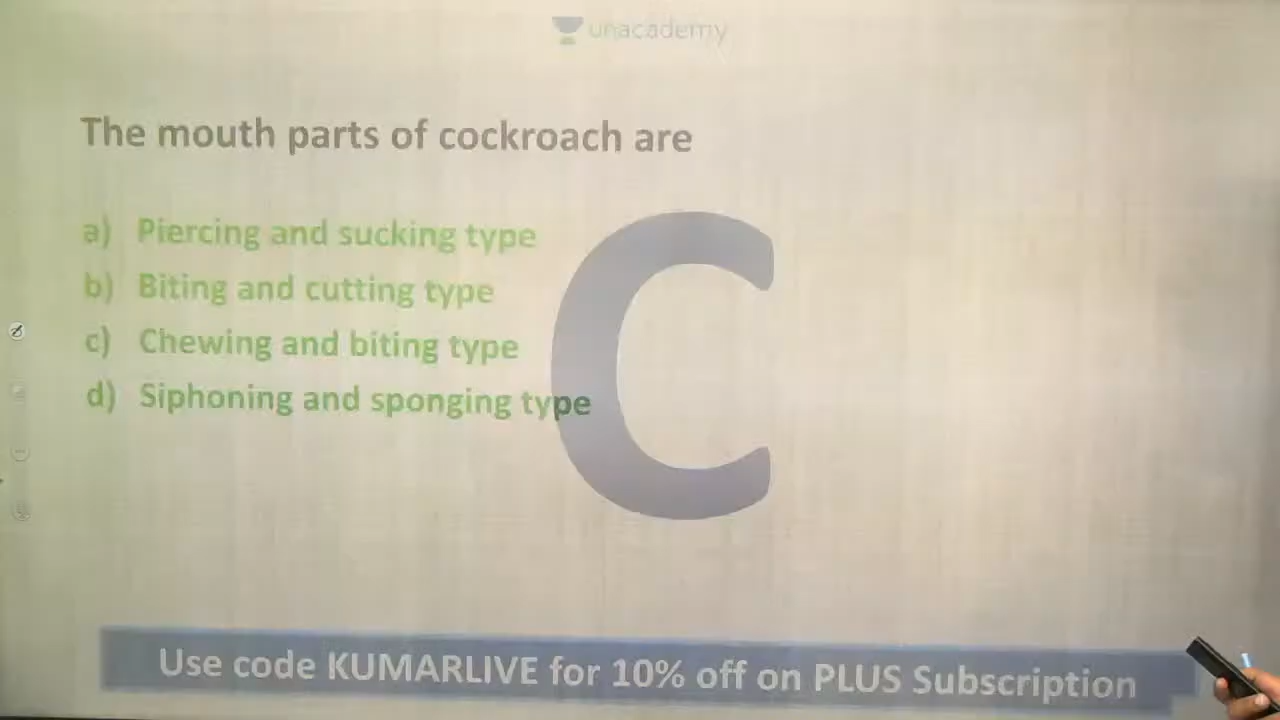 unacademy
The mouth parts of cockroach are
a) Piercing and sucking type
b) Biting and cutting type
c) Chewing and biting type
d) Siphoning and sponging type
C
Use code KUMARLIVE for 10% off on PLUS Subscription